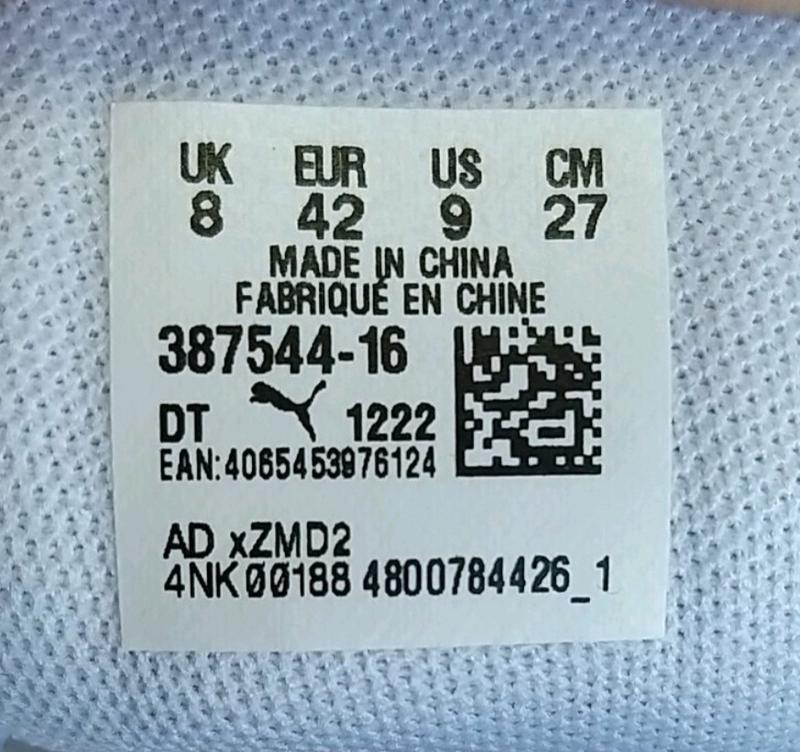 UK EUR US CM
8 42 9 27
MADE IN CHINA
FABRIQUÉ EN CHINE
387544-16
DT 1222
EAN:4065453976124
AD xZMD2
4NK00188 4800784426_1